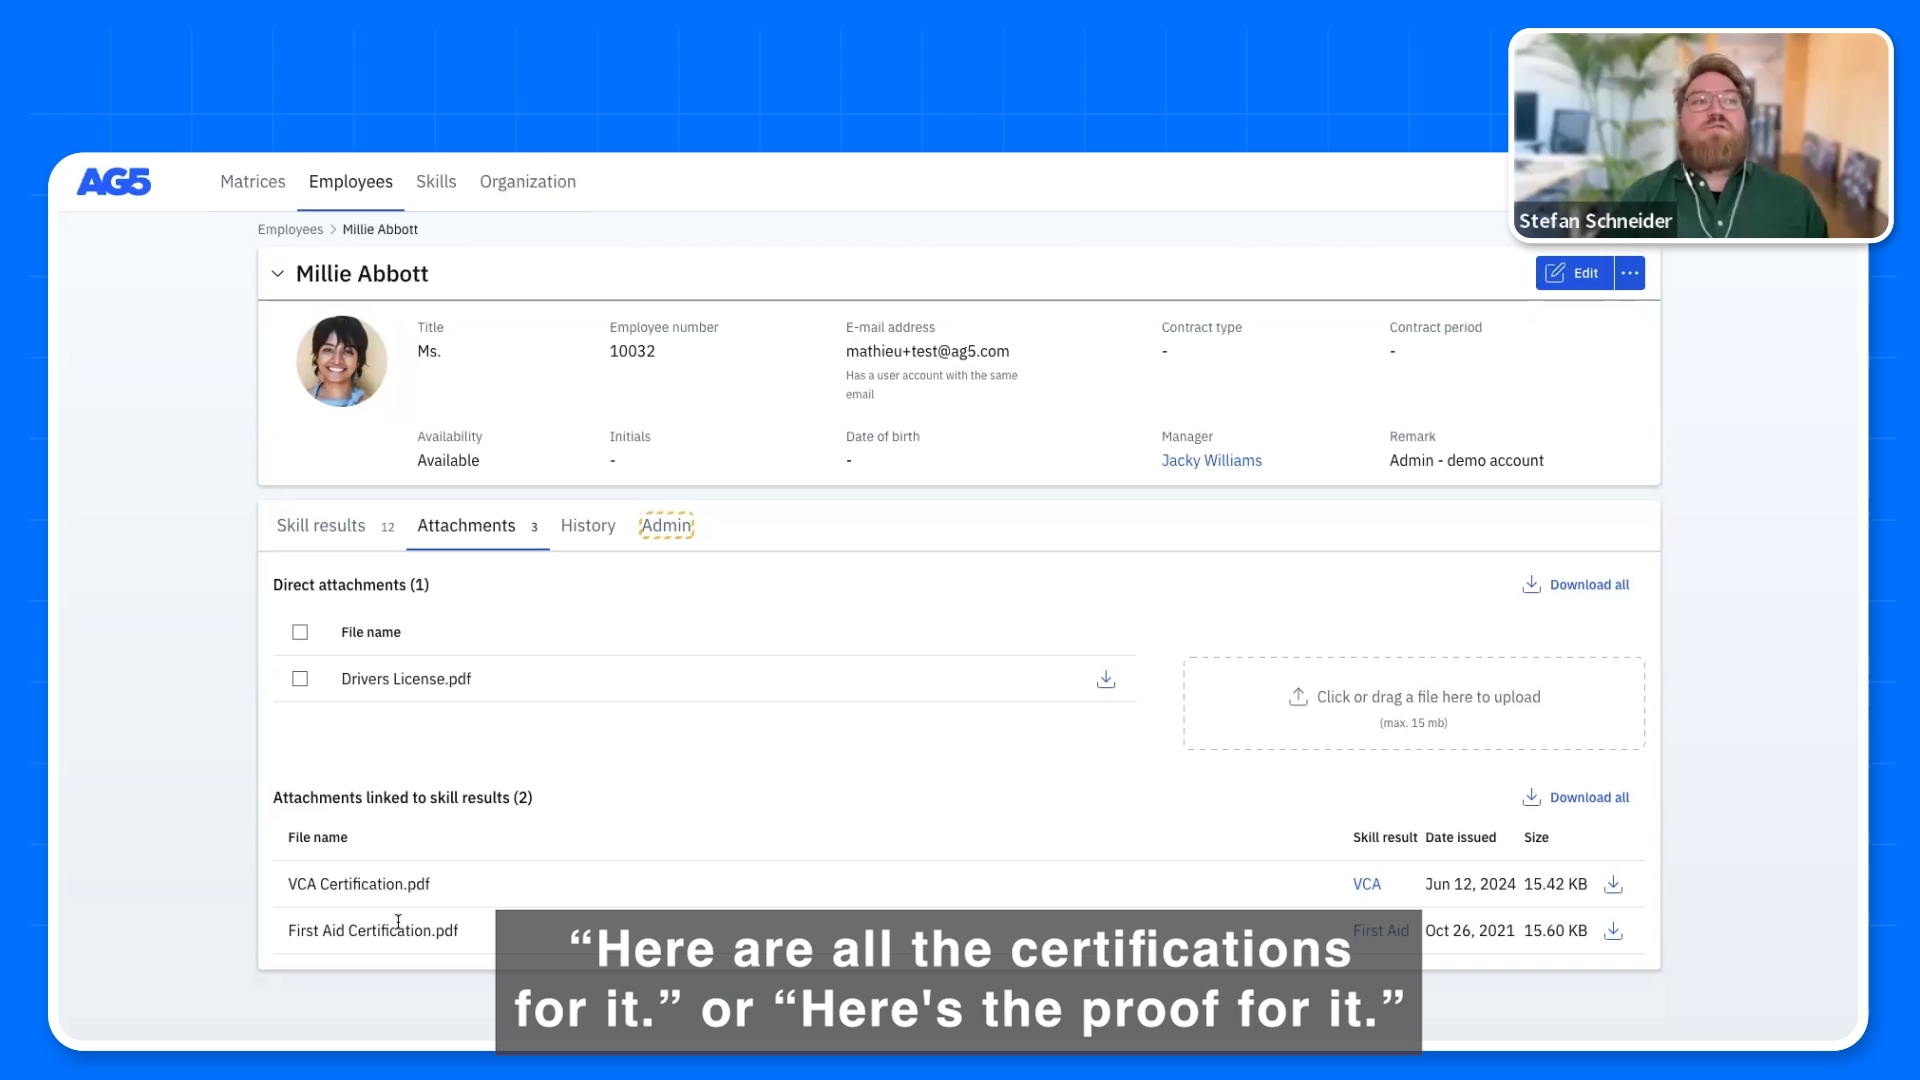 Stefan Schneider
AG5
Matrices Employees Skills Organization
Employees > Millie Abbott
Millie Abbott
Edit
Title Employee number E-mail address Contract type Contract period
Ms. 10032 mathieu+test@ag5.com - -
Has a user account with the same
email
Availability Initials Date of birth Manager Remark
Available - - Jacky Williams Admin - demo account
Skill results 12 Attachments 3 History Admin
Direct attachments (1) Download all
File name
Drivers License.pdf
Click or drag a file here to upload
(max. 15 mb)
Attachments linked to skill results (2) Download all
File name Skill result Date issued Size
VCA Certification.pdf VCA Jun 12, 2024 15.42 KB
First Aid Certification.pdf First Aid Oct 26, 2021 15.60 KB
“Here are all the certifications
for it.” or “Here's the proof for it.”